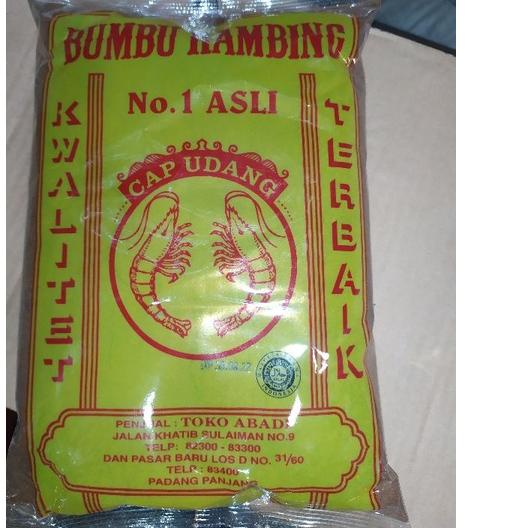 BUMBU KAMBING
No.1 ASLI
KWALITET
TERBAIK
CAP UDANG
INDONESIA
PENJUAL : TOKO ABADI
JALAN KHATIB SULAIMAN NO.9
TELP: 82300 - 83300
DAN PASAR BARU LOS D NO. 31/60
TELP : 83400
PADANG PANJANG